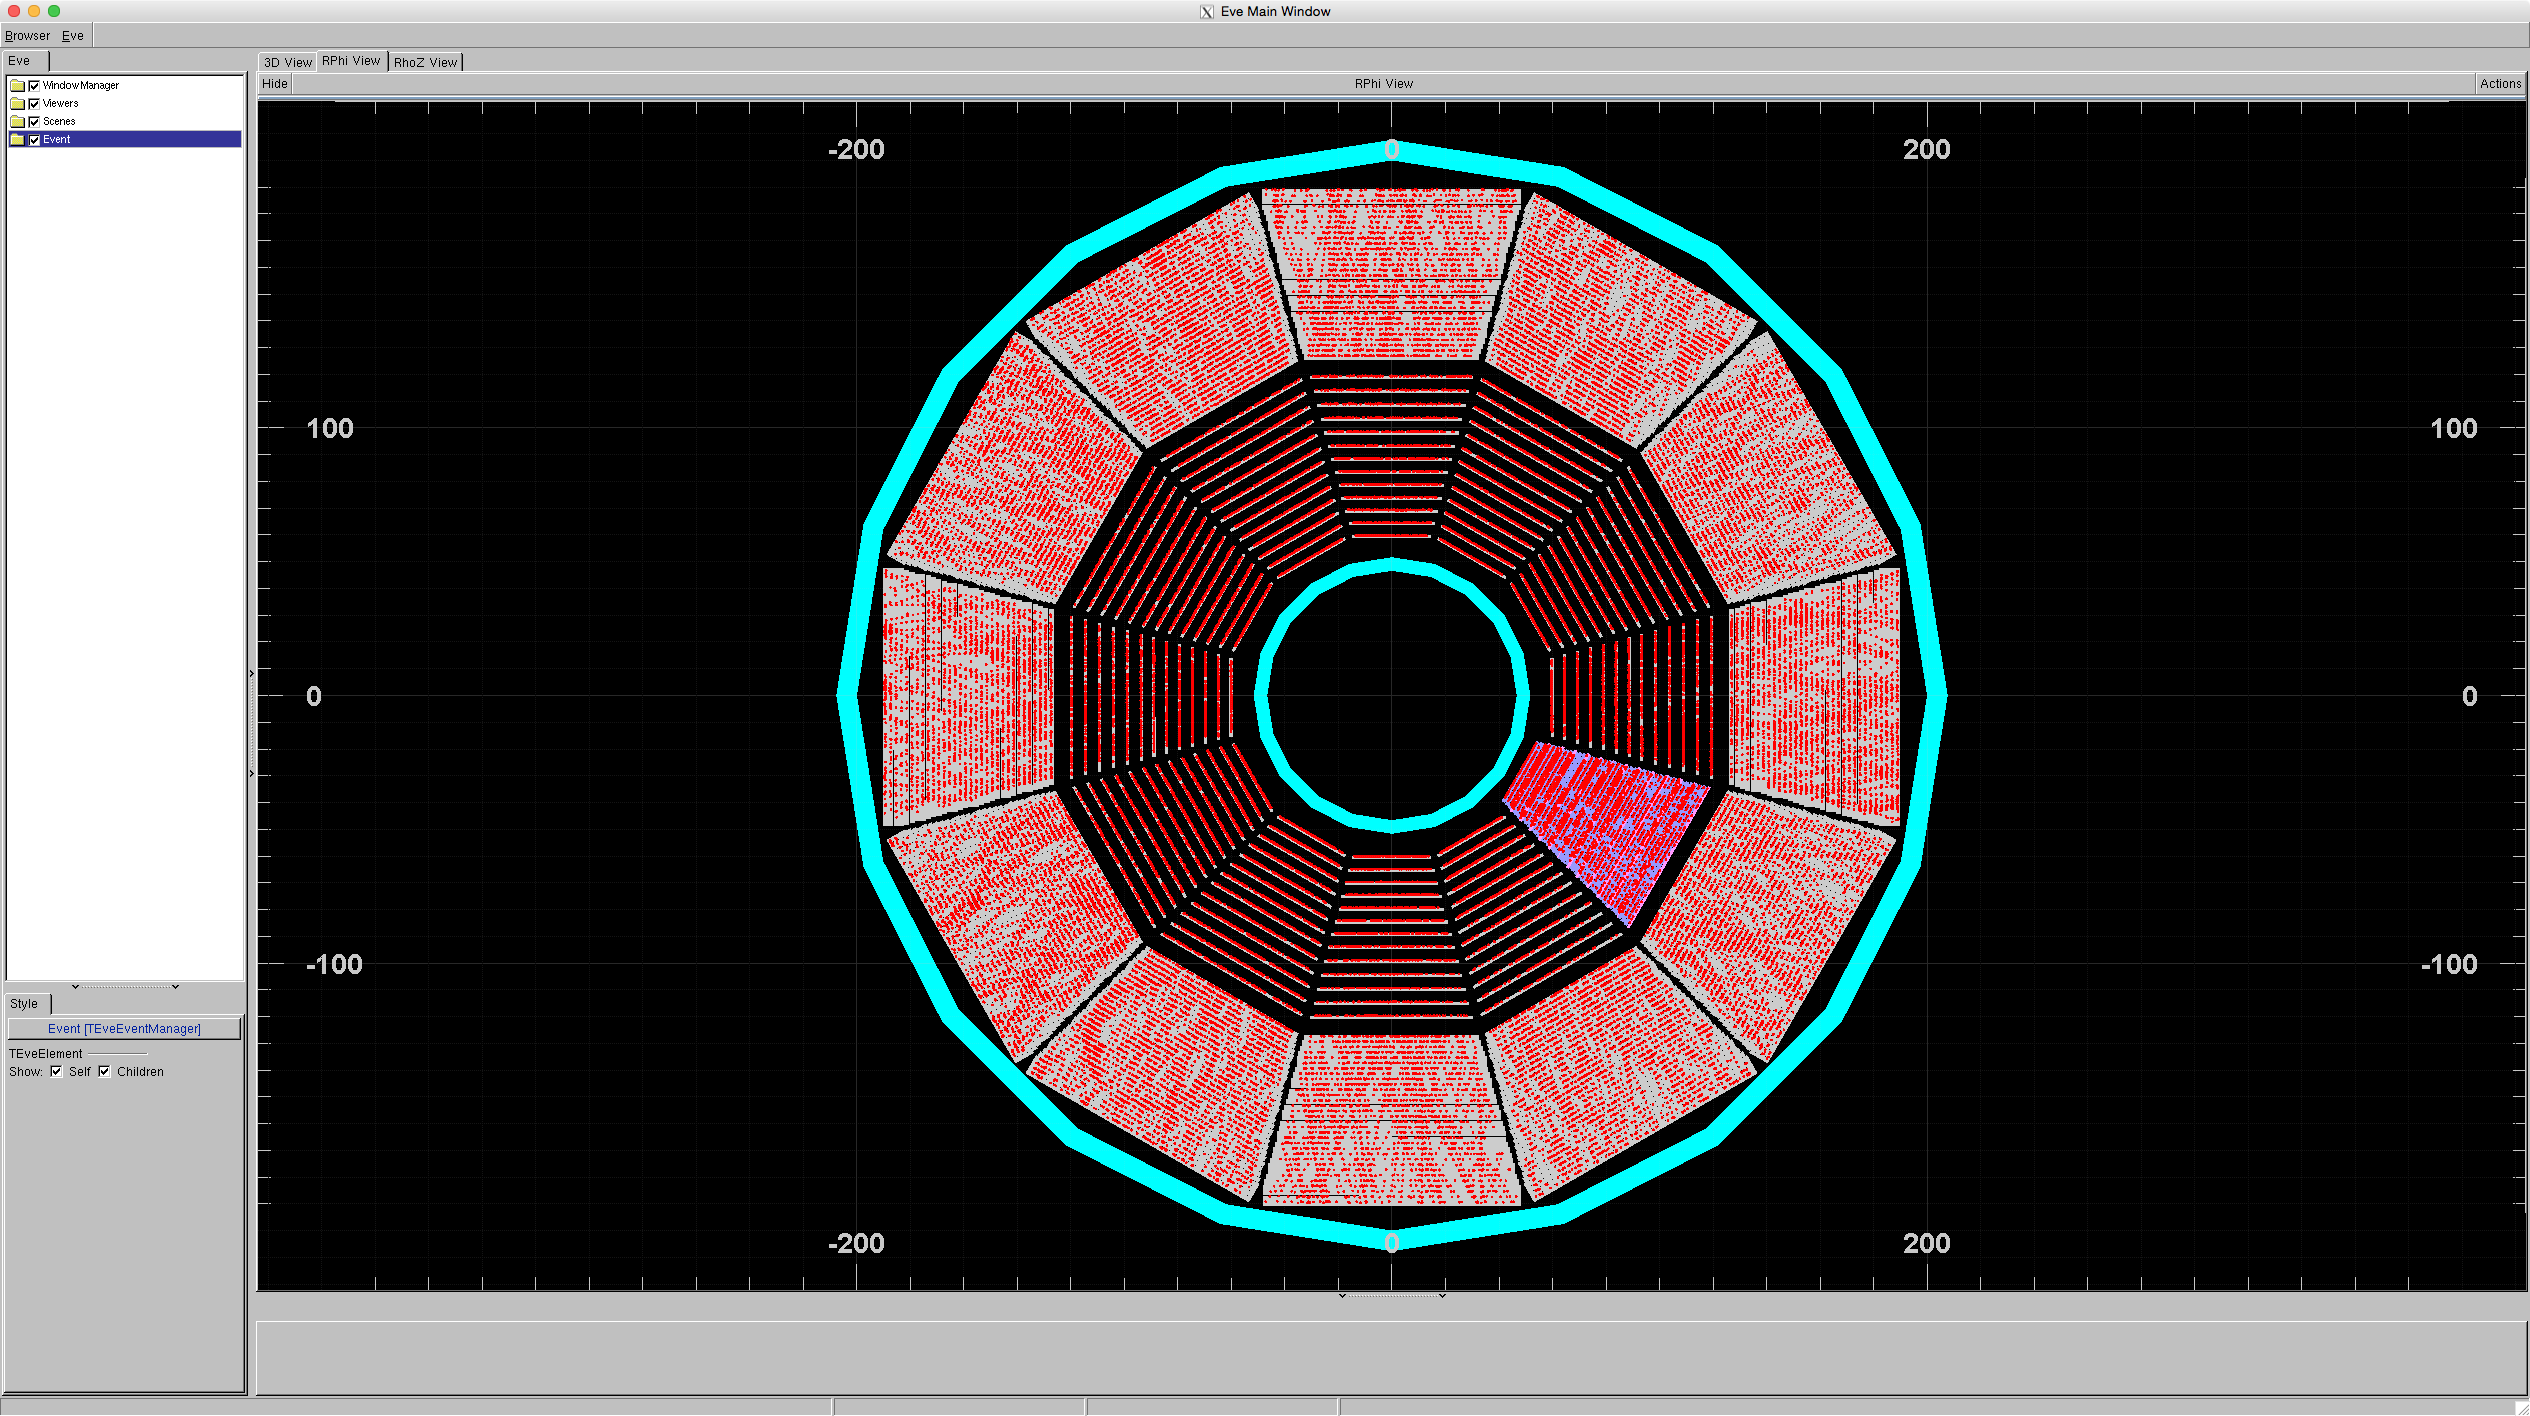 X Eve Main Window
Browser Eve
Eve
WindowManager
Viewers
Scenes
Event
3D View RPhi View RhoZ View
Hide RPhi View Actions
-200 0 200
100 100
0 0
-100 -100
-200 0 200
Style
Event [TEveEventManager]
TEveElement
Show: Self Children